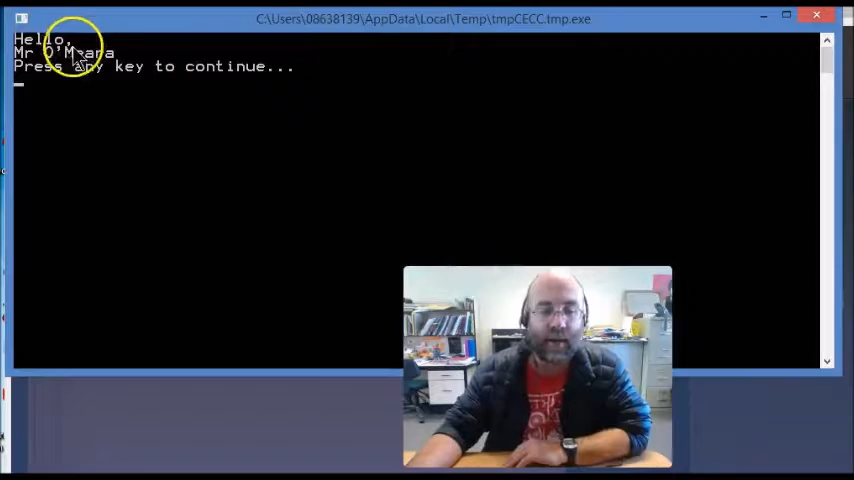 C:\Users\08638139\AppData\Local\Temp\tmpCECC.tmp.exe
Hello,
Mr O'Meara
Press any key to continue...